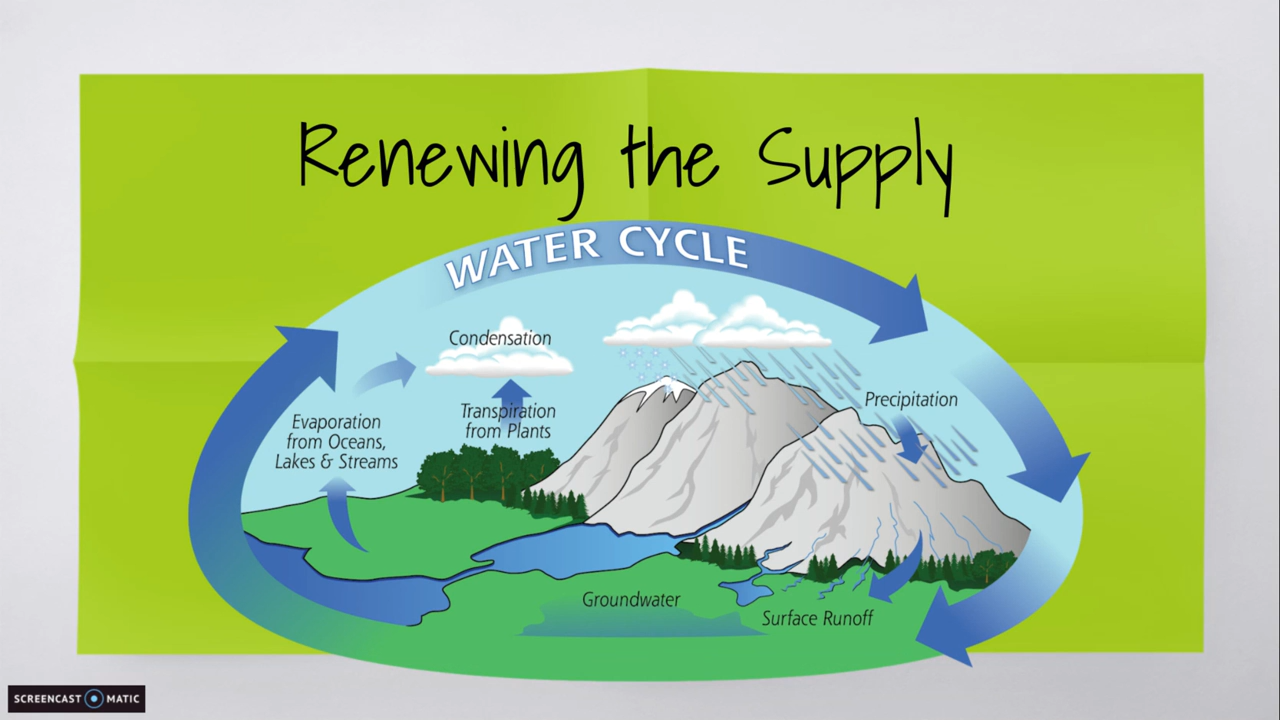 Renewing the Supply
WATER CYCLE
Condensation
Precipitation
Transpiration
from Plants
Evaporation
from Oceans,
Lakes & Streams
Groundwater
Surface Runoff
SCREENCAST MATIC